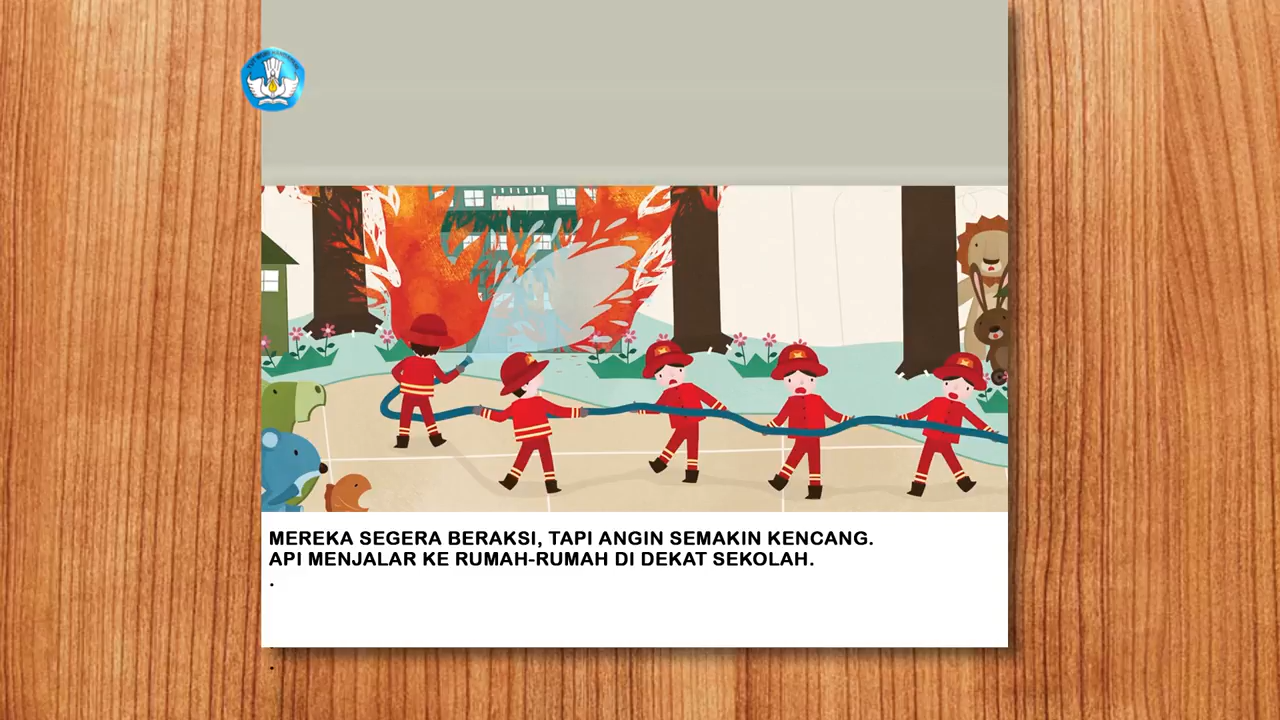 MEREKA SEGERA BERAKSI, TAPI ANGIN SEMAKIN KENCANG.
API MENJALAR KE RUMAH-RUMAH DI DEKAT SEKOLAH.
.
.
.